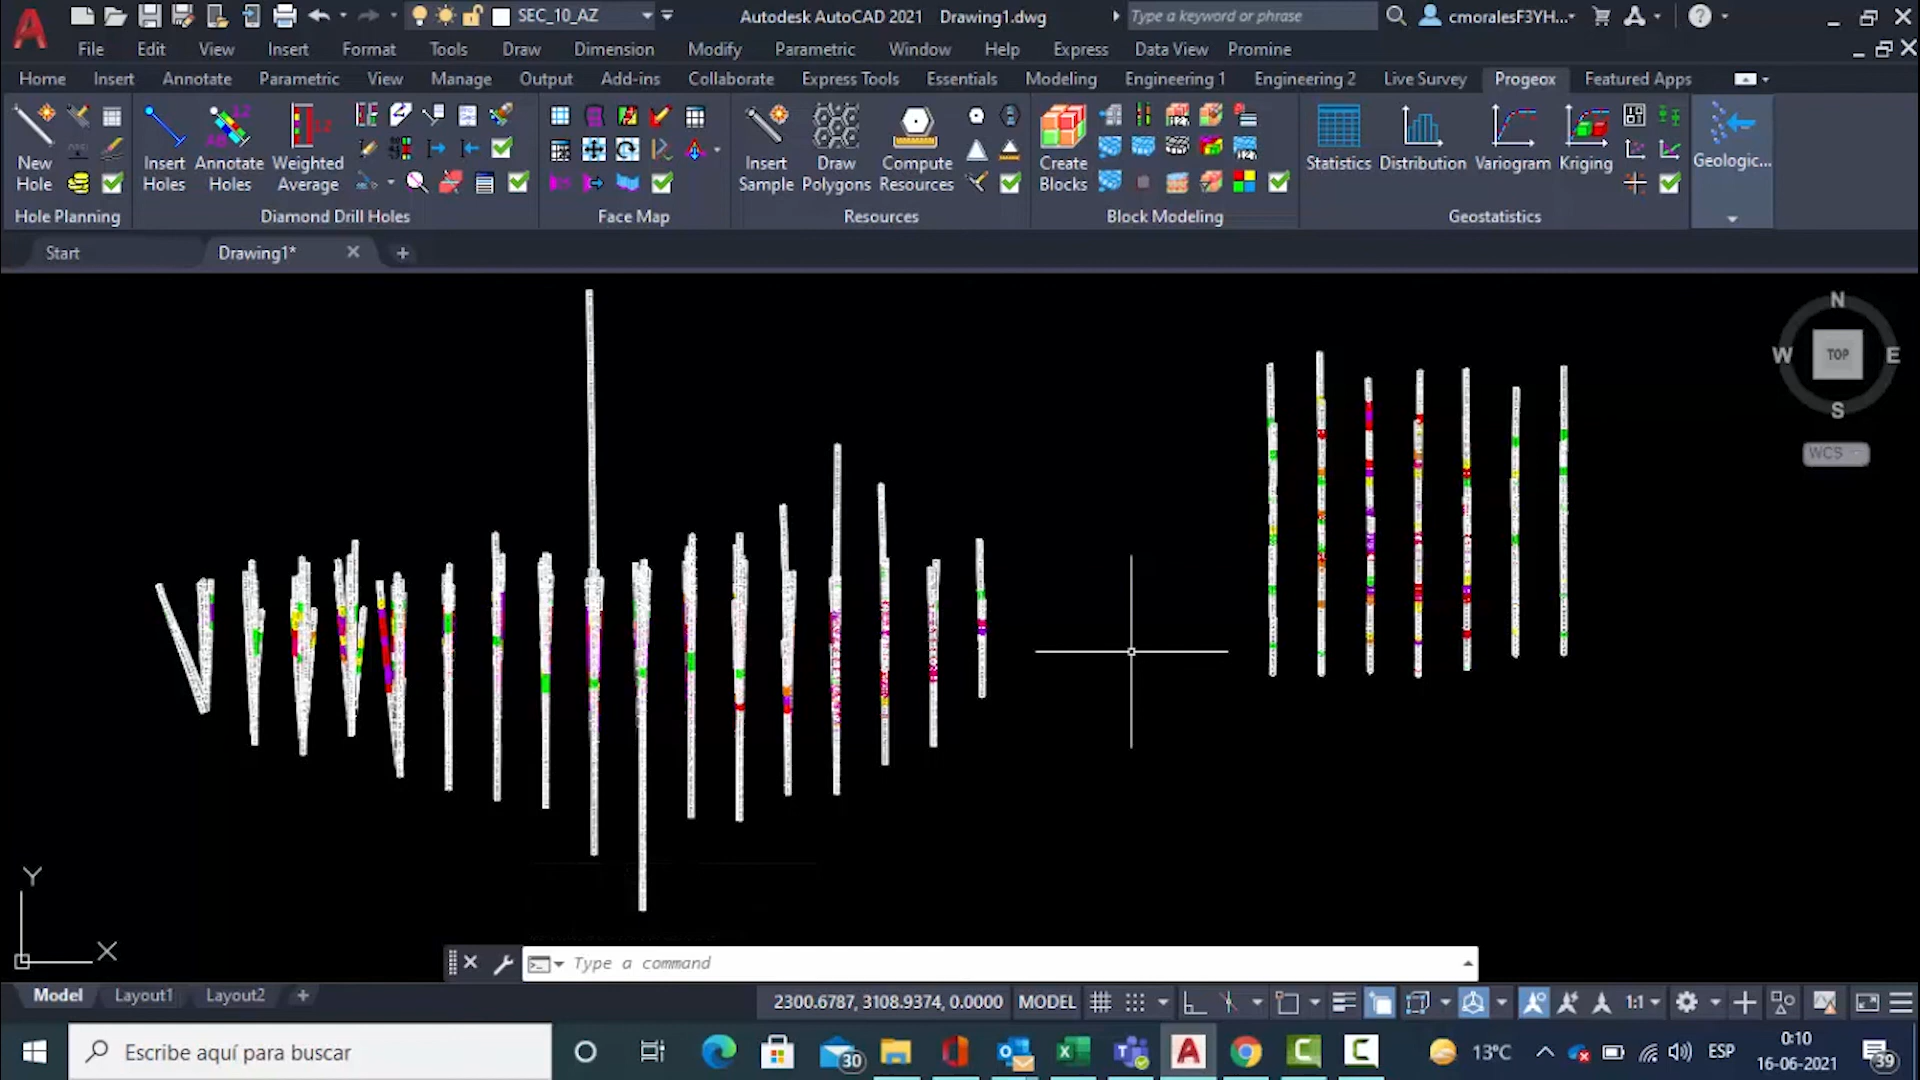 SEC_10_AZ
Autodesk AutoCAD 2021 Drawing1.dwg
Type a keyword or phrase
cmoralesF3YH...
File Edit View Insert Format Tools Draw Dimension Modify Parametric Window Help Express Data View Promine
Home Insert Annotate Parametric View Manage Output Add-ins Collaborate Express Tools Essentials Modeling Engineering 1 Engineering 2 Live Survey Progeox Featured Apps
New Hole
Insert Holes
Annotate Holes
Weighted Average
Insert Sample
Draw Polygons
Compute Resources
Create Blocks
Statistics
Distribution
Variogram
Kriging
Geologic...
Hole Planning
Diamond Drill Holes
Face Map
Resources
Block Modeling
Geostatistics
Start
Drawing1*
N
W
TOP
E
S
WCS
Y
X
Type a command
Model Layout1 Layout2
2300.6787, 3108.9374, 0.0000 MODEL
1:1
Escribe aquí para buscar
30
13°C
ESP
0:10
16-06-2021
39